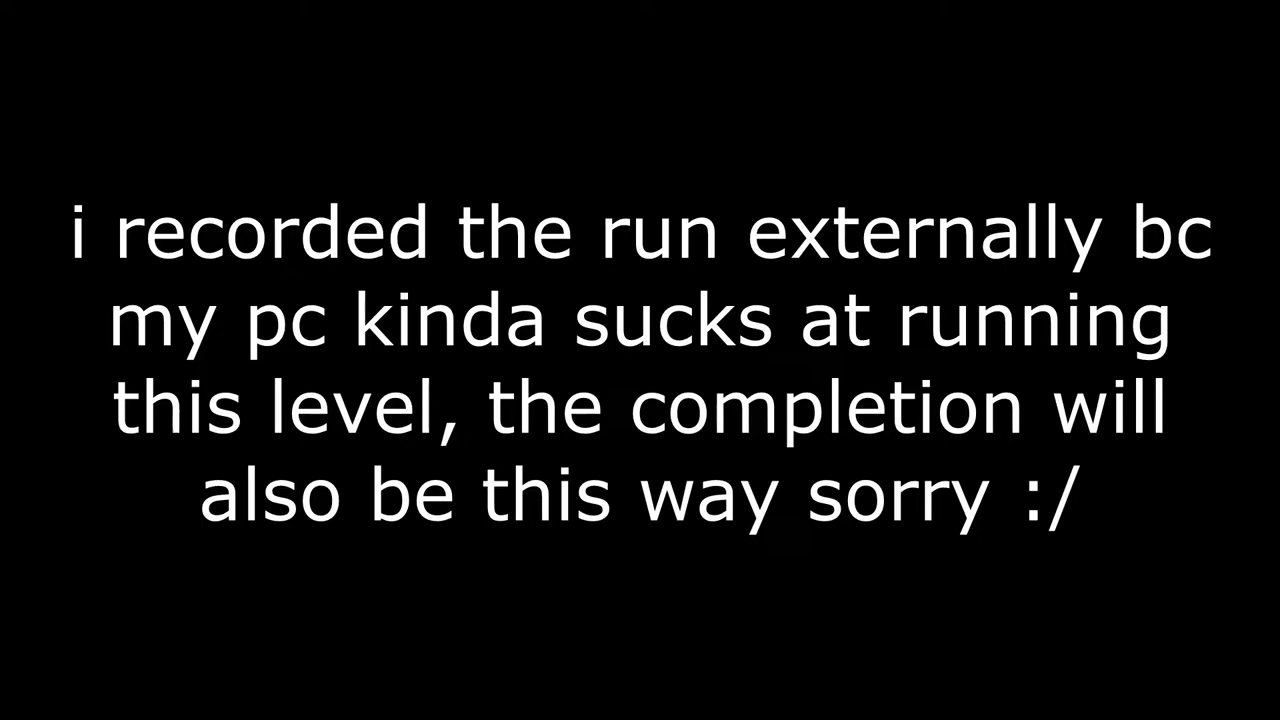 i recorded the run externally bc
my pc kinda sucks at running
this level, the completion will
also be this way sorry :/